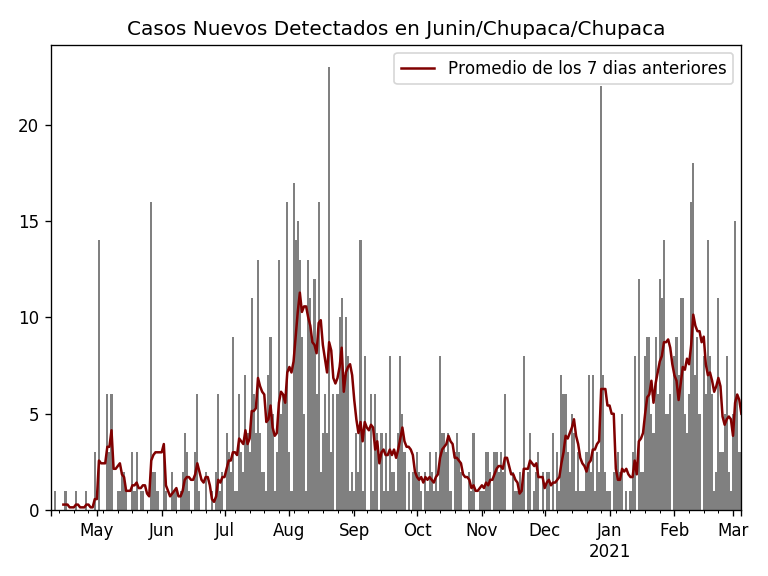 Casos Nuevos Detectados en Junin/Chupaca/Chupaca
Promedio de los 7 dias anteriores
20
15
10
5
0
May Jun Jul Aug Sep Oct Nov Dec Jan Feb Mar
2021